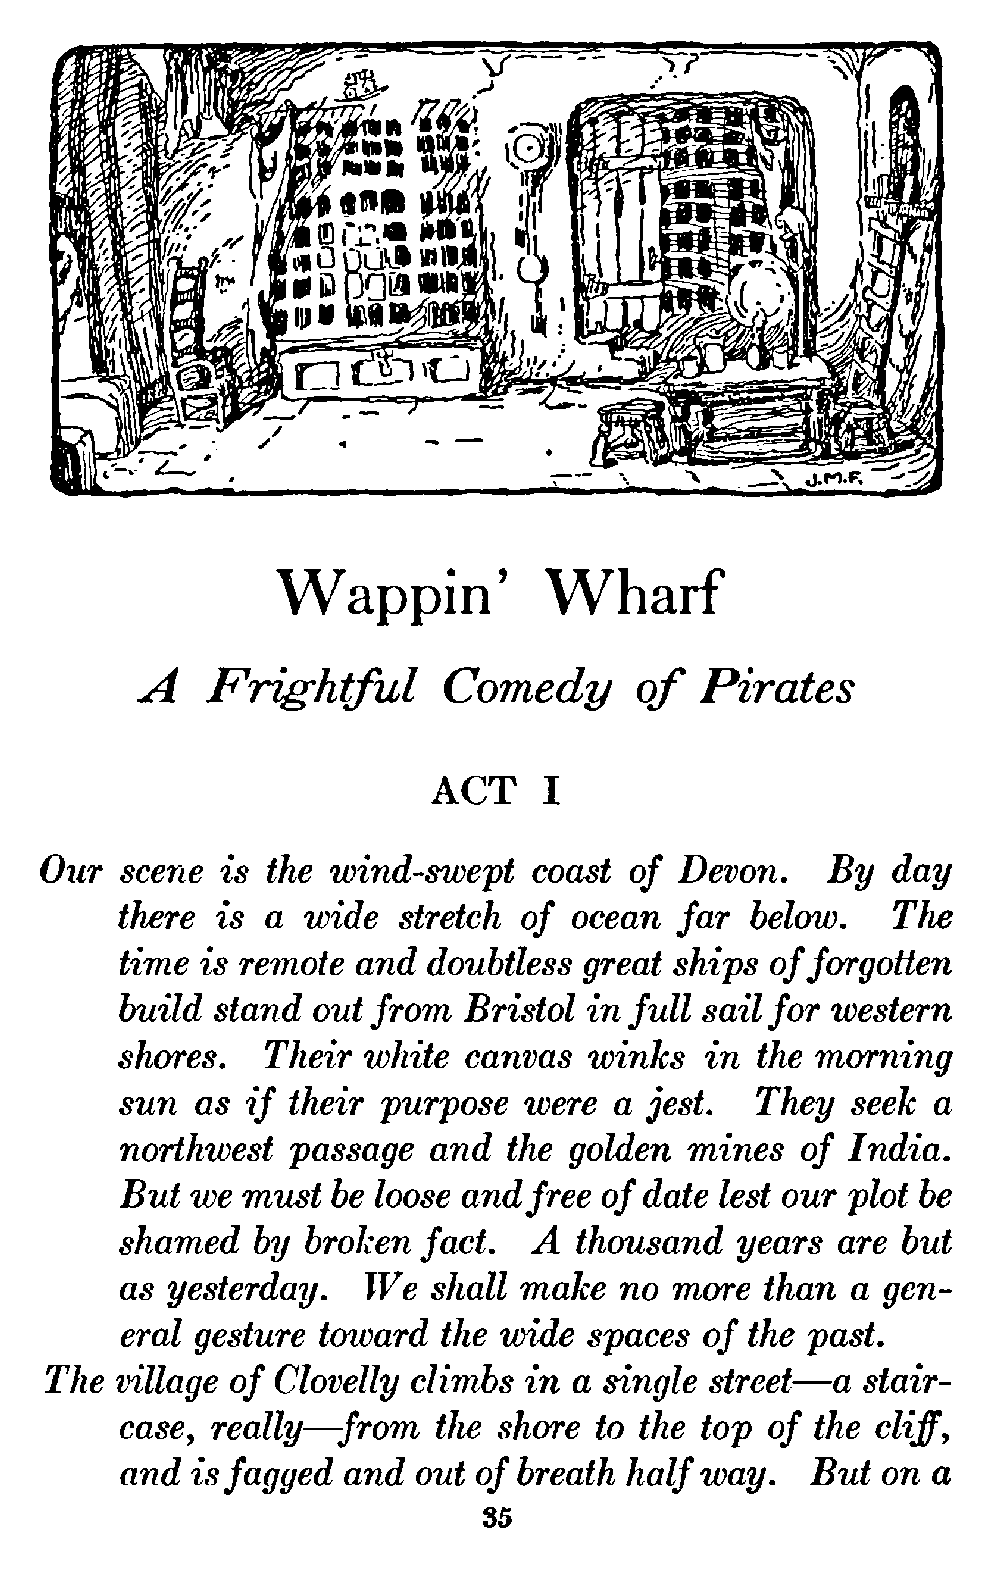 J.M.F.
Wappin' Wharf
A Frightful Comedy of Pirates
ACT I
Our scene is the wind-swept coast of Devon. By day
there is a wide stretch of ocean far below. The
time is remote and doubtless great ships of forgotten
build stand out from Bristol in full sail for western
shores. Their white canvas winks in the morning
sun as if their purpose were a jest. They seek a
northwest passage and the golden mines of India.
But we must be loose and free of date lest our plot be
shamed by broken fact. A thousand years are but
as yesterday. We shall make no more than a gen-
eral gesture toward the wide spaces of the past.
The village of Clovelly climbs in a single street—a stair-
case, really—from the shore to the top of the cliff,
and is fagged and out of breath half way. But on a
35